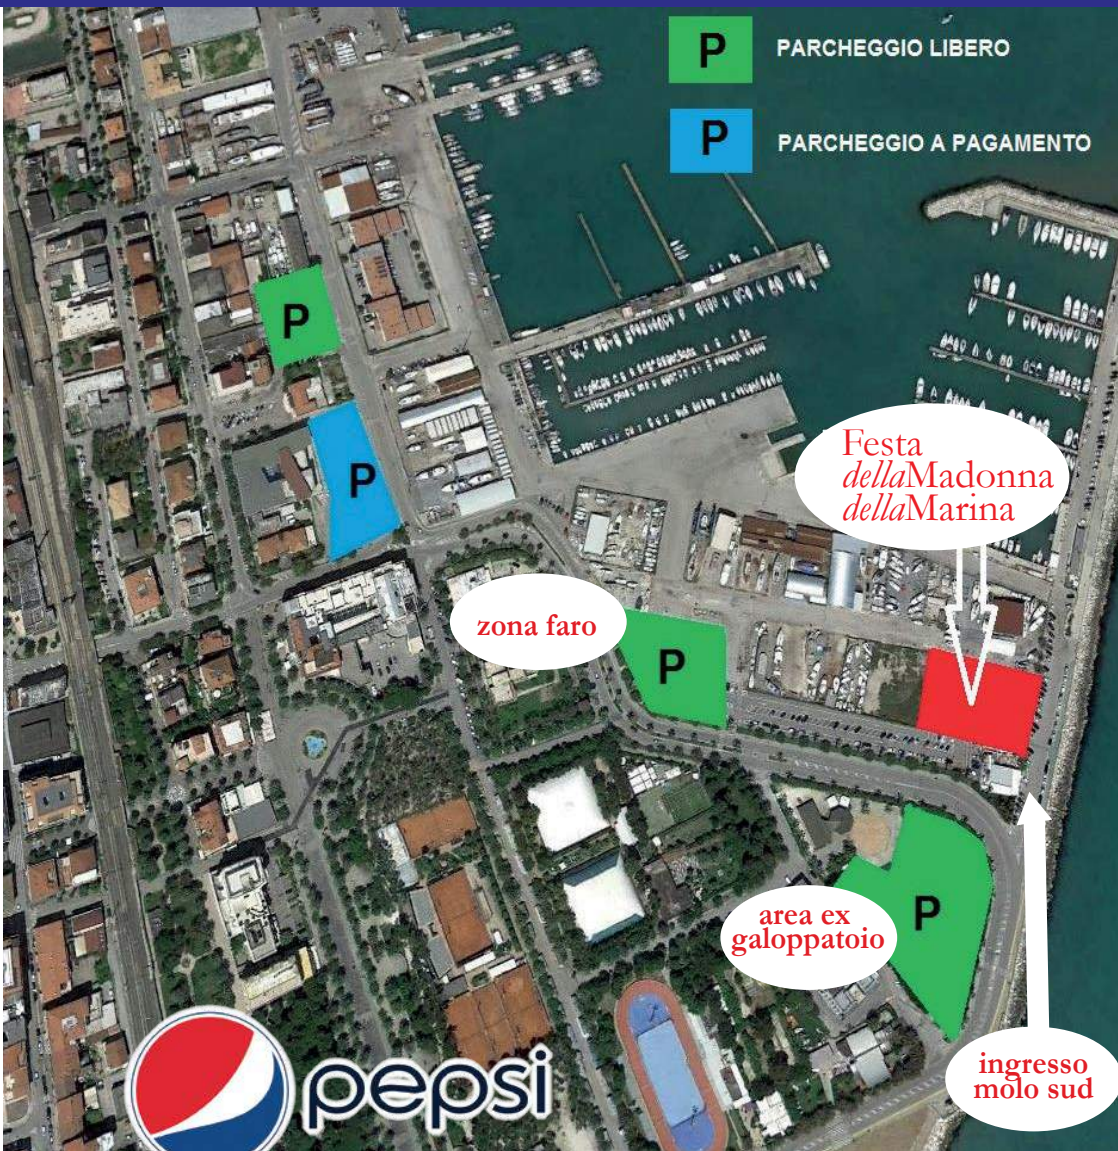 P PARCHEGGIO LIBERO
P PARCHEGGIO A PAGAMENTO
P
P
Festa
dellaMadonna
dellaMarina
zona faro
P
area ex
galoppatoio
P
ingresso
molo sud
pepsi